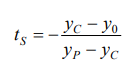 t_S = - \frac{y_C - y_0}{y_P - y_C}